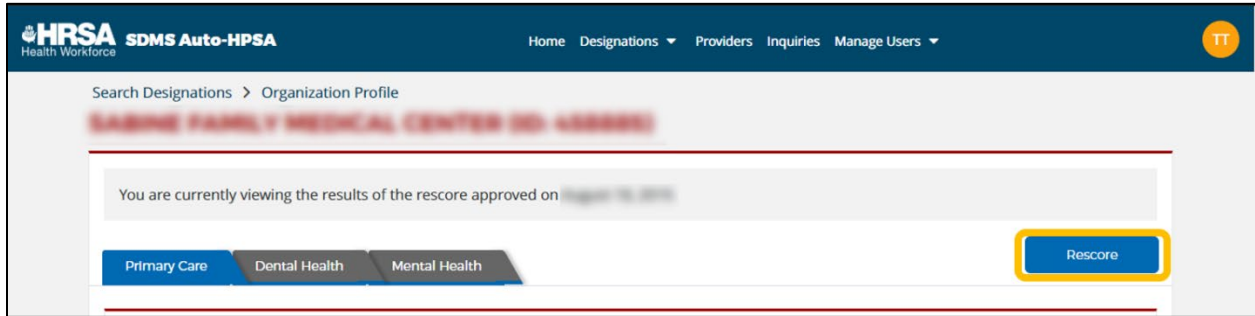 HRSA
Health Workforce
SDMS Auto-HPSA
Home Designations Providers Inquiries Manage Users
TT
Search Designations > Organization Profile
You are currently viewing the results of the rescore approved on
Primary Care Dental Health Mental Health
Rescore